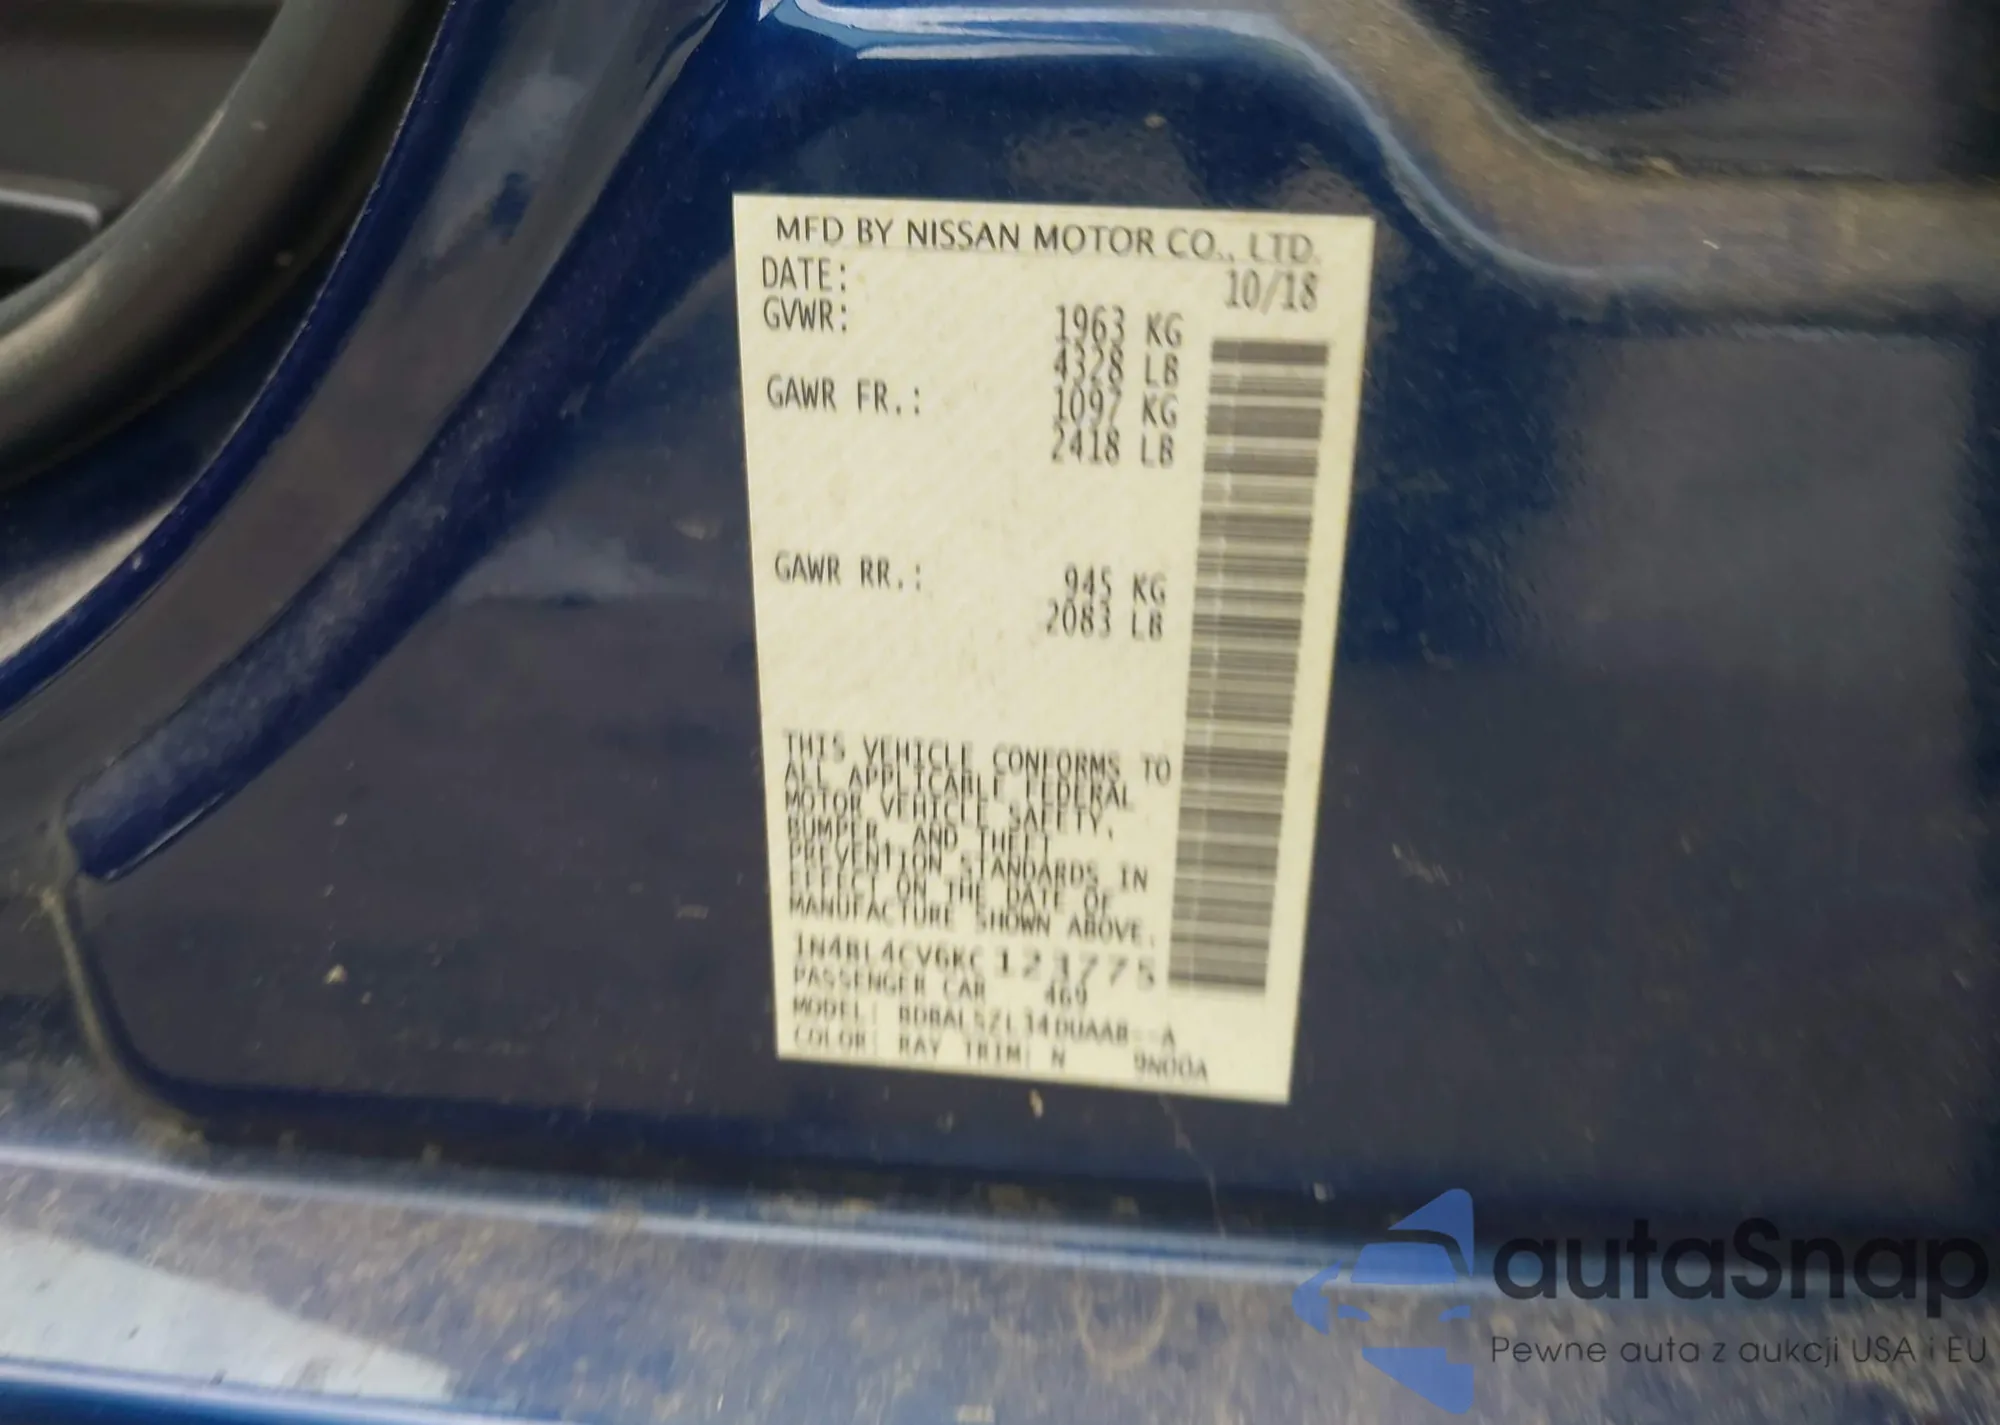 MFD BY NISSAN MOTOR CO., LTD.
DATE: 10/18
GVWR: 1963 KG
4328 LB
GAWR FR.: 1097 KG
2418 LB
GAWR RR.: 945 KG
2083 LB
THIS VEHICLE CONFORMS TO
ALL APPLICABLE FEDERAL
MOTOR VEHICLE SAFETY,
BUMPER, AND THEFT
PREVENTION STANDARDS IN
EFFECT ON THE DATE OF
MANUFACTURE SHOWN ABOVE.
1N4BL4CV6KC123775
PASSENGER CAR 469
MODEL:
COLOR: RAY TRIM: N 9N00A
autaSnap
Pewne auta z aukcji USA i EU